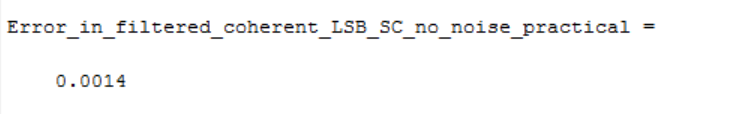 Error_in_filtered_coherent_LSB_SC_no_noise_practical =
0.0014